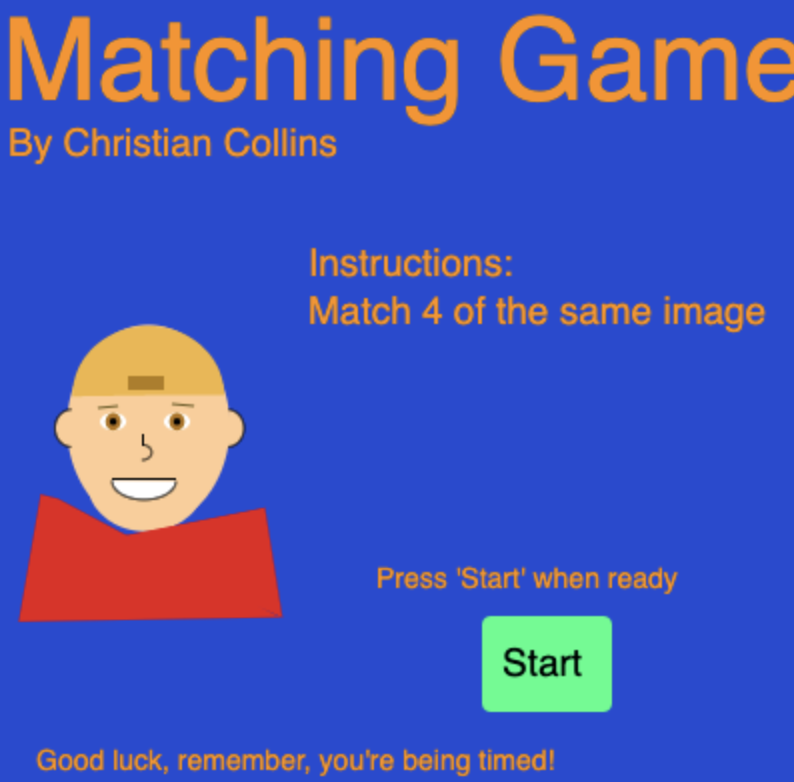 Matching Game
By Christian Collins
Instructions:
Match 4 of the same image
Press 'Start' when ready
Start
Good luck, remember, you're being timed!